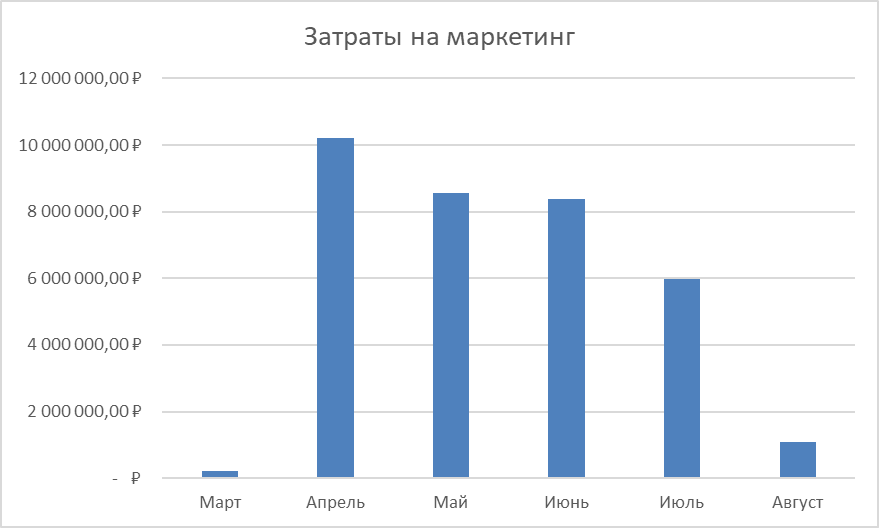 Затраты на маркетинг
12 000 000,00 ₽
10 000 000,00 ₽
8 000 000,00 ₽
6 000 000,00 ₽
4 000 000,00 ₽
2 000 000,00 ₽
- ₽
Март Апрель Май Июнь Июль Август